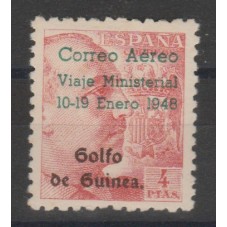 ESPAÑA
Correo Aéreo
Viaje Ministerial
10-19 Enero 1948
Golfo
de Guinea.
4
PTAS.